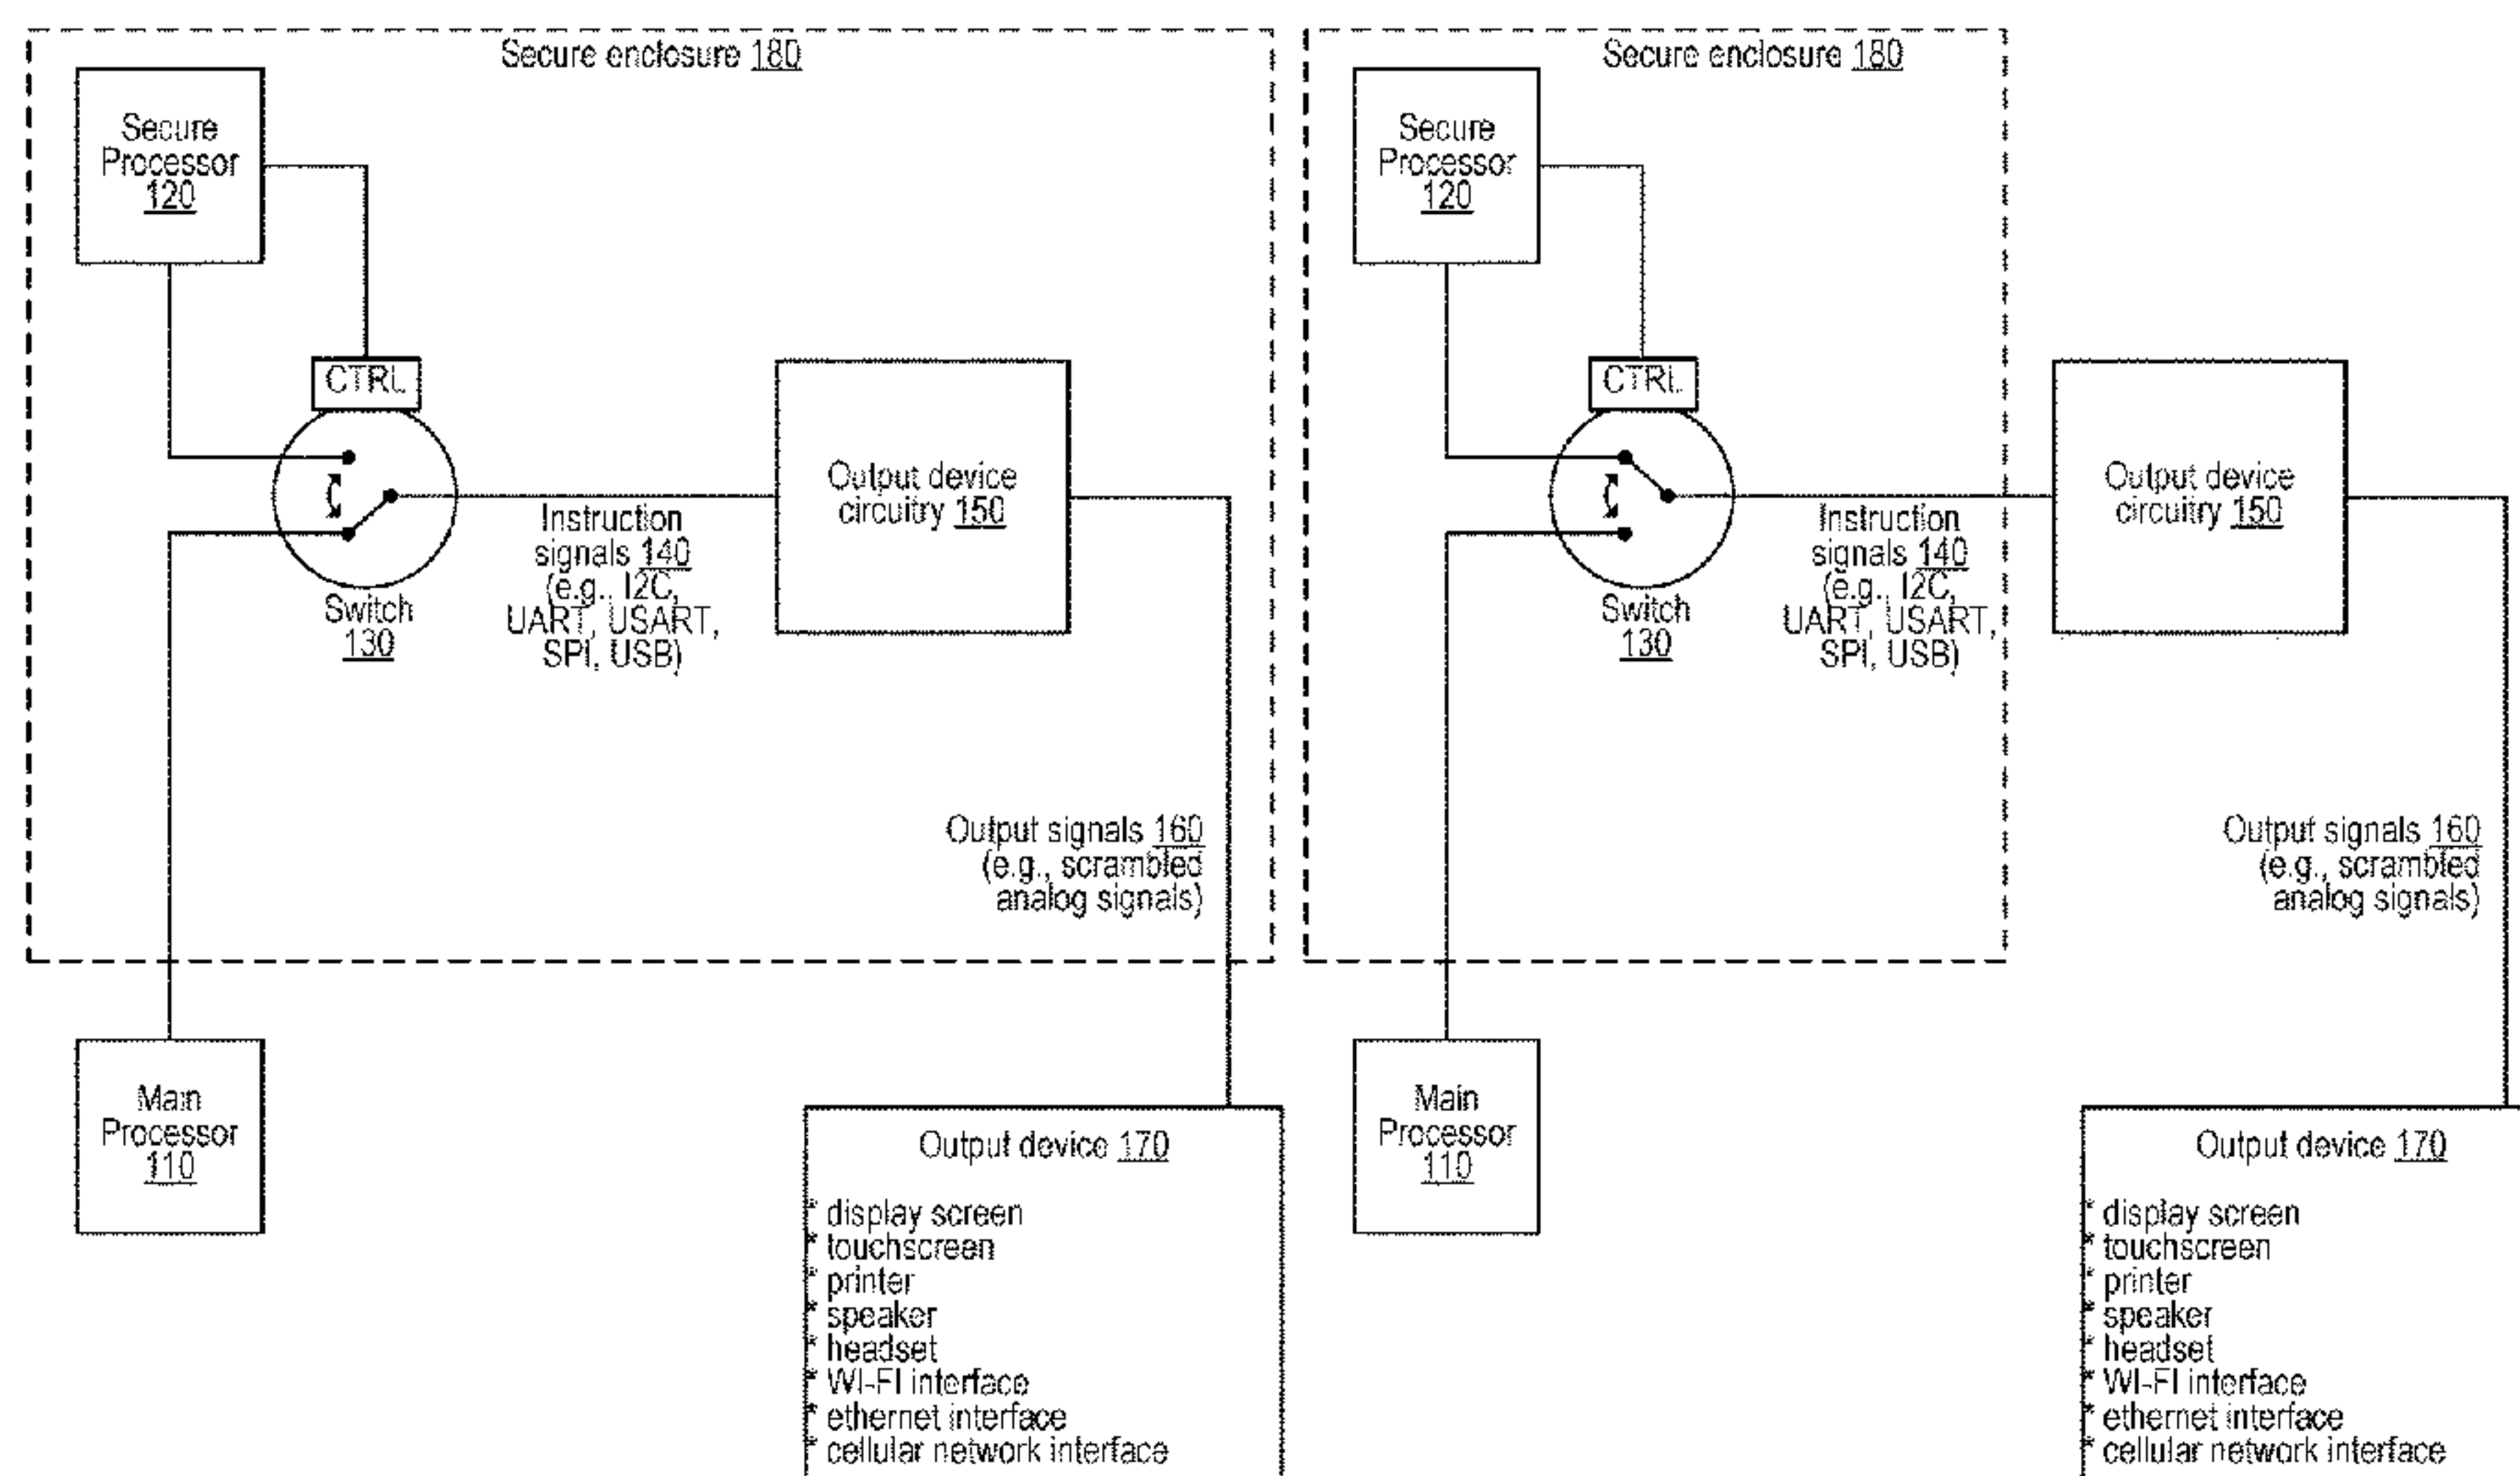 Secure enclosure 180
Secure
Processor
120
CTRL
Switch
130
Instruction
signals 140
(e.g., I2C,
UART, USART,
SPI, USB)
Output device
circuitry 150
Output signals 160
(e.g., scrambled
analog signals)
Main
Processor
110
Output device 170
* display screen
* touchscreen
* printer
* speaker
* headset
* WI-FI interface
* ethernet interface
* cellular network interface
Secure enclosure 180
Secure
Processor
120
CTRL
Switch
130
Instruction
signals 140
(e.g., I2C,
UART, USART,
SPI, USB)
Output device
circuitry 150
Output signals 160
(e.g., scrambled
analog signals)
Main
Processor
110
Output device 170
* display screen
* touchscreen
* printer
* speaker
* headset
* WI-FI interface
* ethernet interface
* cellular network interface